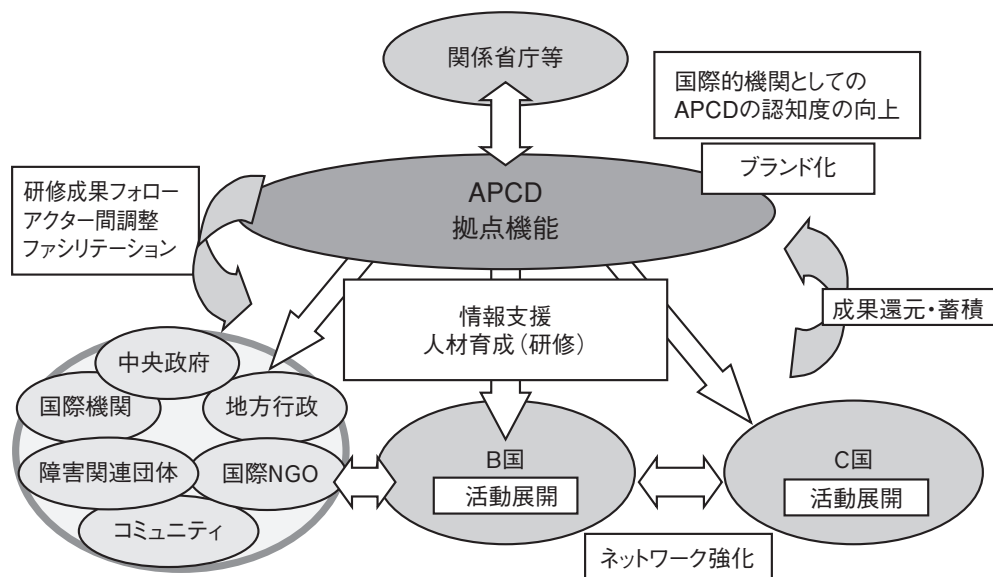 関係省庁等
国際的機関としての
APCDの認知度の向上
ブランド化
APCD
拠点機能
研修成果フォロー
アクター間調整
ファシリテーション
情報支援
人材育成（研修）
成果還元・蓄積
中央政府
国際機関
地方行政
障害関連団体
国際NGO
コミュニティ
B国
活動展開
C国
活動展開
ネットワーク強化